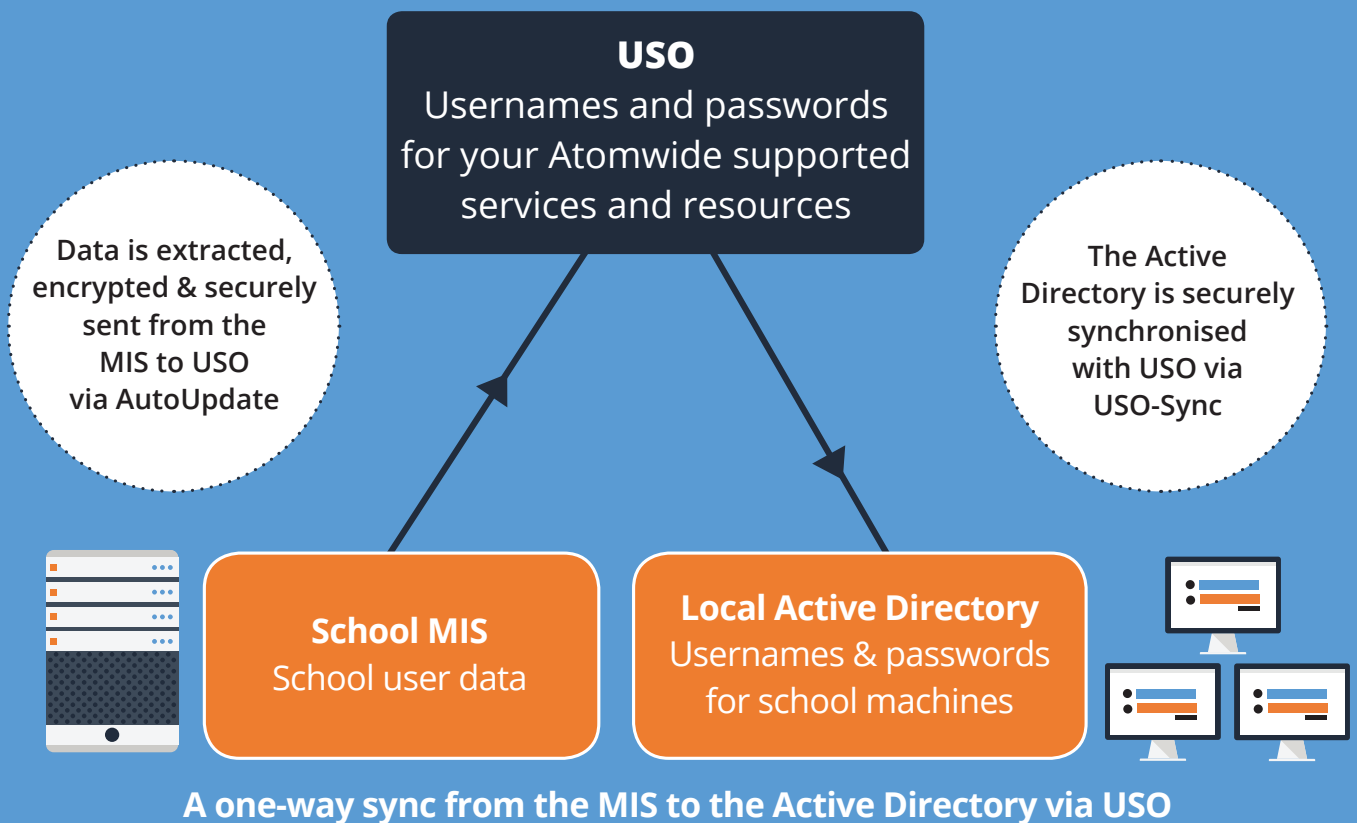 USO
Usernames and passwords
for your Atomwide supported
services and resources
Data is extracted,
encrypted & securely
sent from the
MIS to USO
via AutoUpdate
The Active
Directory is securely
synchronised
with USO via
USO-Sync
School MIS
School user data
Local Active Directory
Usernames & passwords
for school machines
A one-way sync from the MIS to the Active Directory via USO